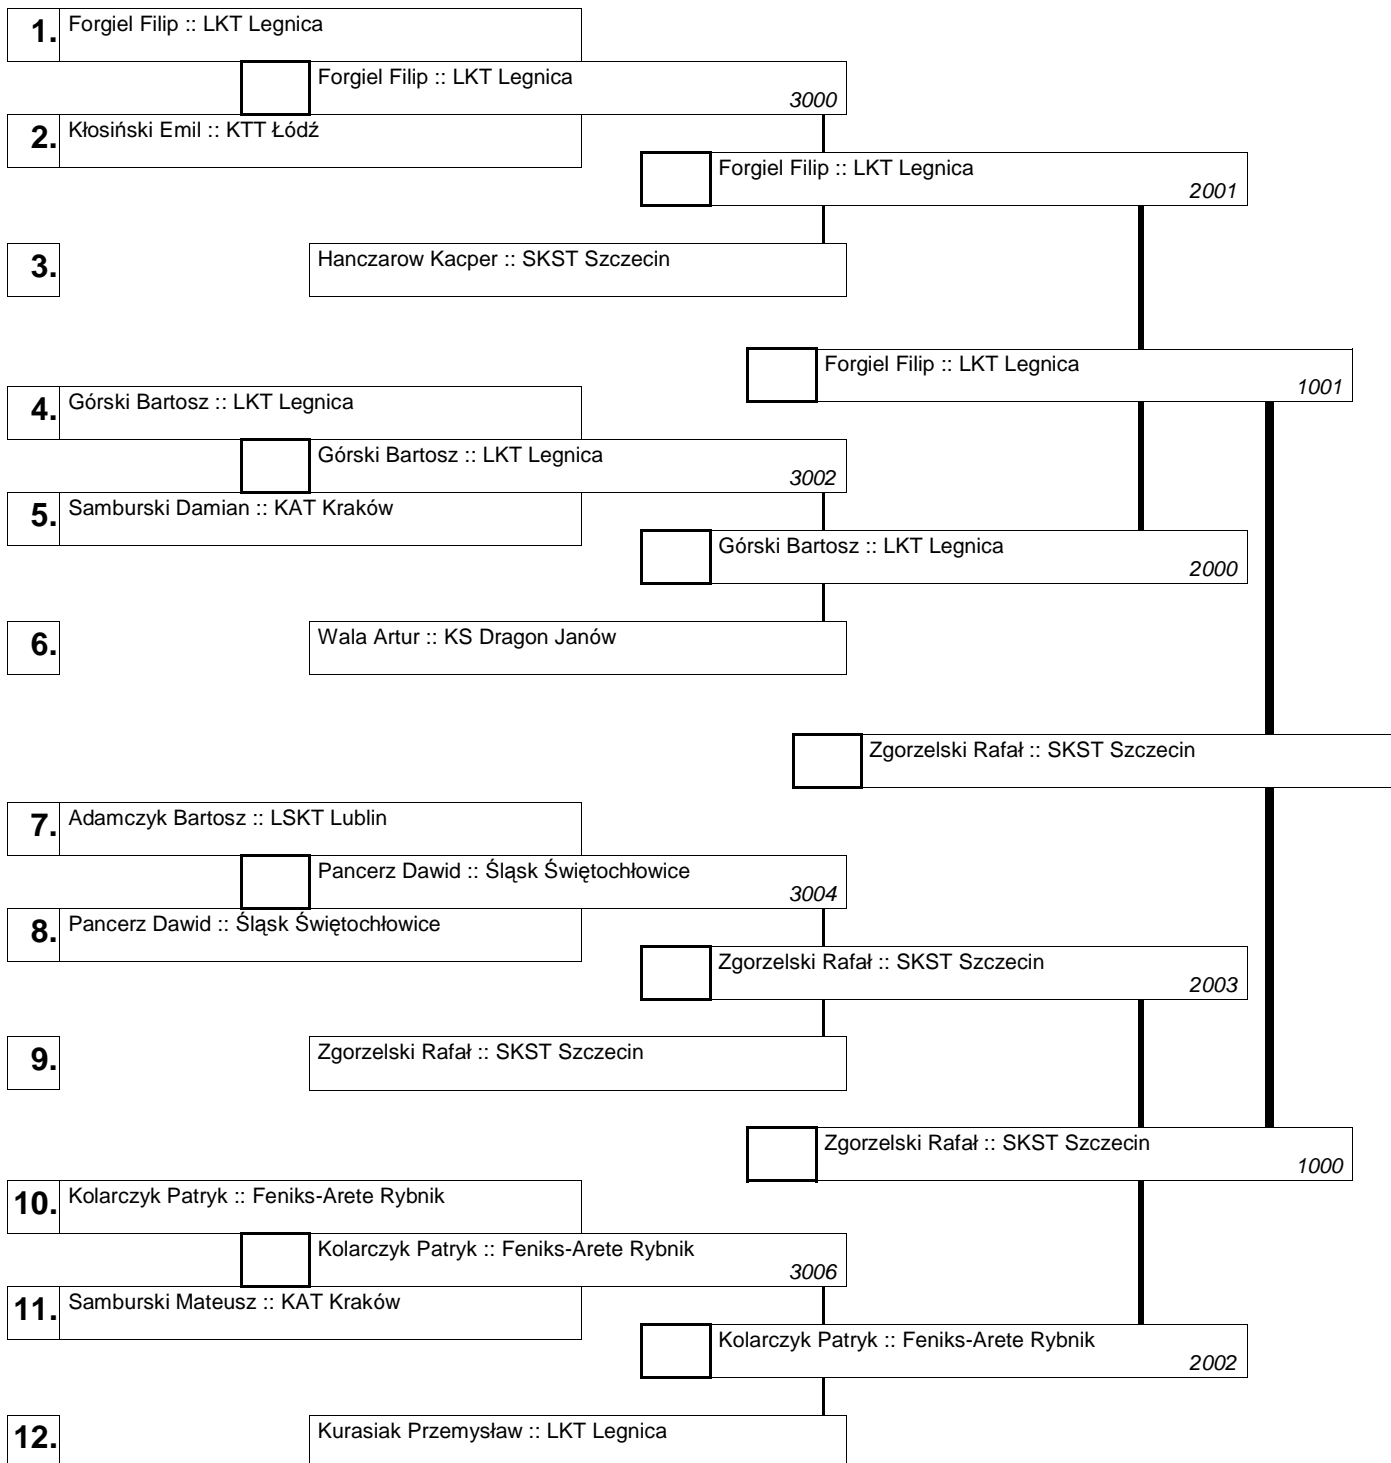 1. Forgiel Filip :: LKT Legnica
Forgiel Filip :: LKT Legnica
3000
2. Kłosiński Emil :: KTT Łódź
Forgiel Filip :: LKT Legnica
2001
3. Hanczarow Kacper :: SKST Szczecin
Forgiel Filip :: LKT Legnica
1001
4. Górski Bartosz :: LKT Legnica
Górski Bartosz :: LKT Legnica
3002
5. Samburski Damian :: KAT Kraków
Górski Bartosz :: LKT Legnica
2000
6. Wala Artur :: KS Dragon Janów
Zgorzelski Rafał :: SKST Szczecin
7. Adamczyk Bartosz :: LSKT Lublin
Pancerz Dawid :: Śląsk Świętochłowice
3004
8. Pancerz Dawid :: Śląsk Świętochłowice
Zgorzelski Rafał :: SKST Szczecin
2003
9. Zgorzelski Rafał :: SKST Szczecin
Zgorzelski Rafał :: SKST Szczecin
1000
10. Kolarczyk Patryk :: Feniks-Arete Rybnik
Kolarczyk Patryk :: Feniks-Arete Rybnik
3006
11. Samburski Mateusz :: KAT Kraków
Kolarczyk Patryk :: Feniks-Arete Rybnik
2002
12. Kurasiak Przemysław :: LKT Legnica